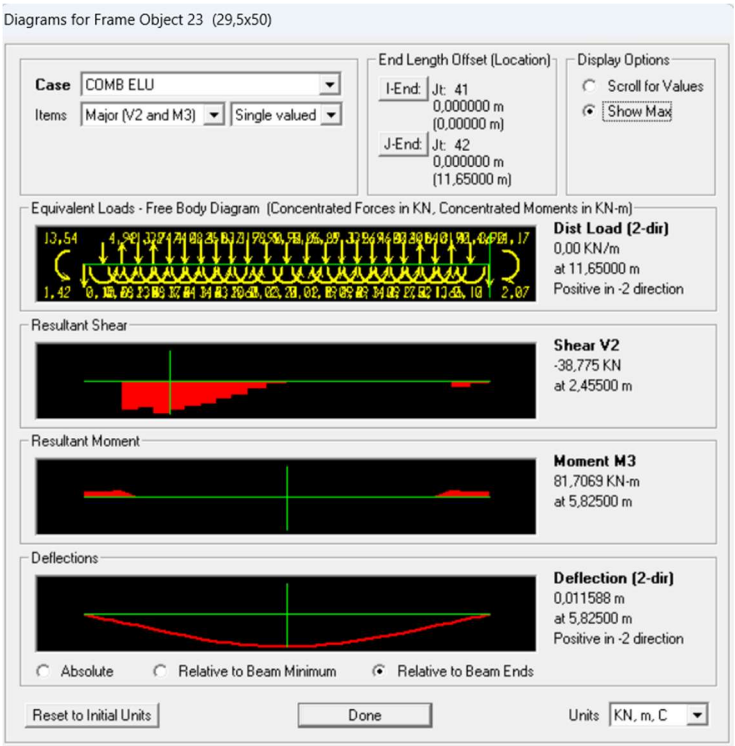 Diagrams for Frame Object 23 (29,5x50)
Case COMB ELU
Items Major (V2 and M3) Single valued
End Length Offset (Location)
I-End: Jt: 41
0,000000 m
(0,00000 m)
J-End: Jt: 42
0,000000 m
(11,65000 m)
Display Options
Scroll for Values
Show Max
Equivalent Loads - Free Body Diagram (Concentrated Forces in KN, Concentrated Moments in KN-m)
13,54
1,42
2,07
Dist Load (2-dir)
0,00 KN/m
at 11,65000 m
Positive in -2 direction
Resultant Shear
Shear V2
-38,775 KN
at 2,45500 m
Resultant Moment
Moment M3
81,7069 KN-m
at 5,82500 m
Deflections
Deflection (2-dir)
0,011588 m
at 5,82500 m
Positive in -2 direction
Absolute Relative to Beam Minimum Relative to Beam Ends
Reset to Initial Units Done Units KN, m, C